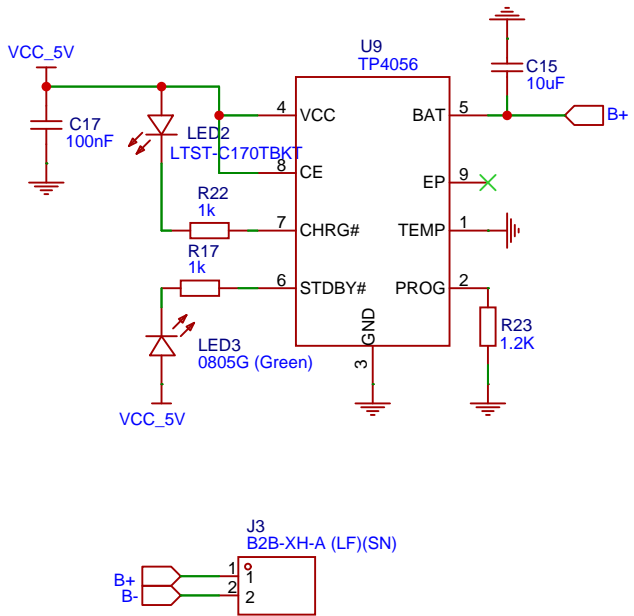 U9
TP4056
VCC_5V
C15
10uF
C17
100nF
4
VCC
BAT
5
B+
LED2
LTST-C170TBKT
8
CE
EP
9
R22
1k
7
CHRG#
TEMP
1
R17
1k
6
STDBY#
PROG
2
GND
3
R23
1.2K
LED3
0805G (Green)
VCC_5V
J3
B2B-XH-A (LF)(SN)
B+
1
1
B-
2
2